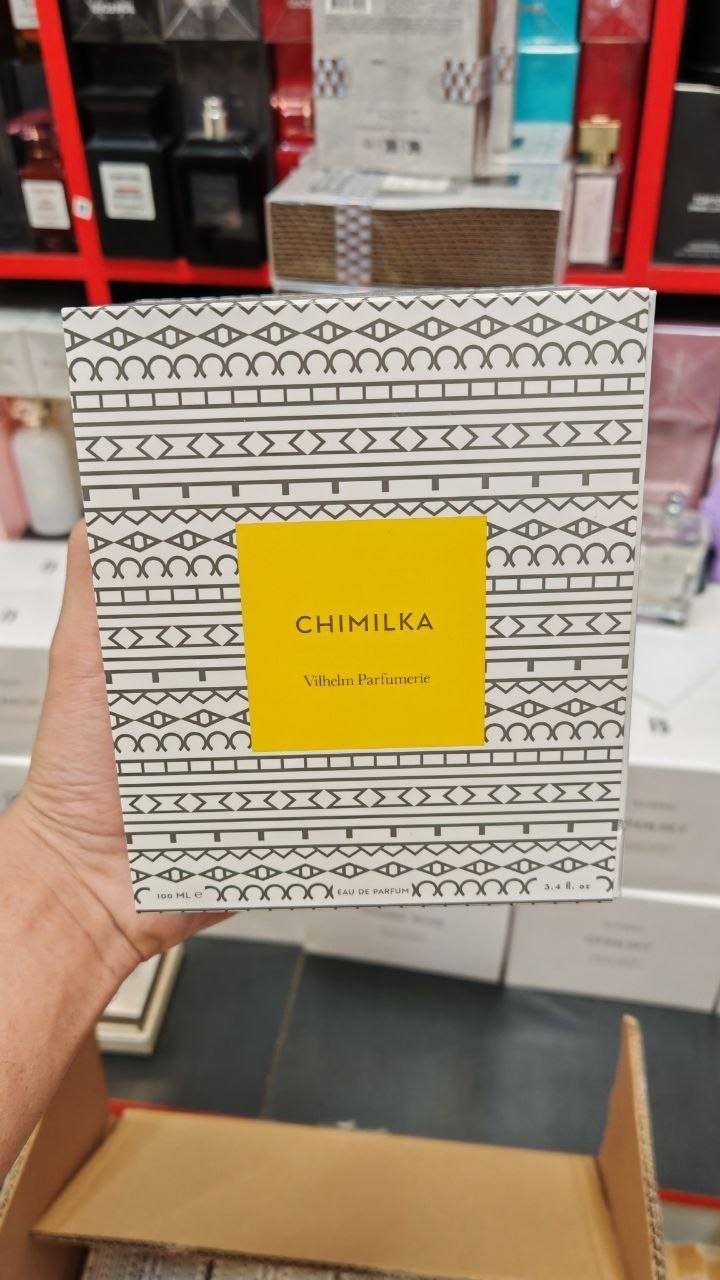 CHIMILKA
Vilhelm Parfumerie
100 ML ℮ EAU DE PARFUM 3.4 fl. oz